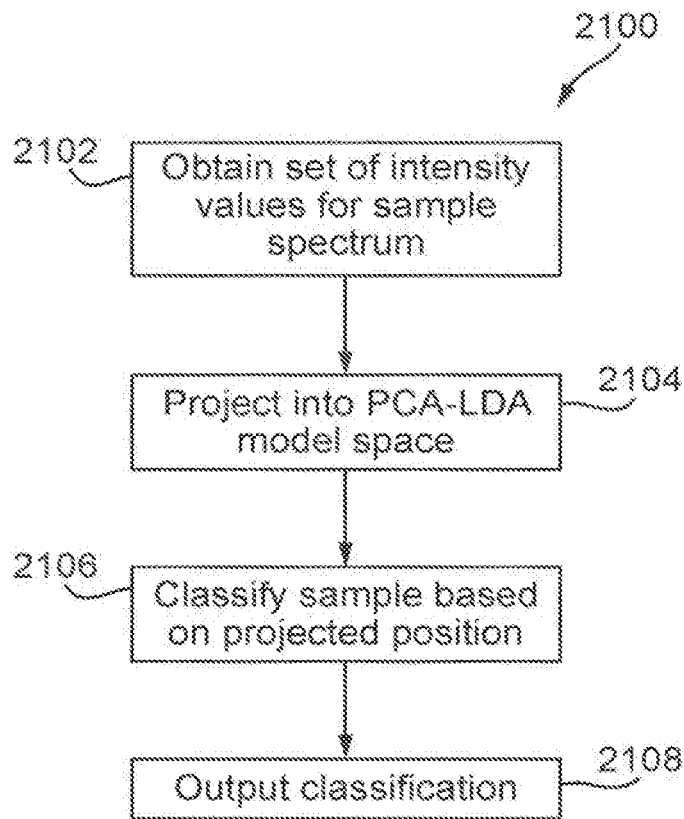 2100
2102
Obtain set of intensity
values for sample
spectrum
2104
Project into PCA-LDA
model space
2106
Classify sample based
on projected position
2108
Output classification